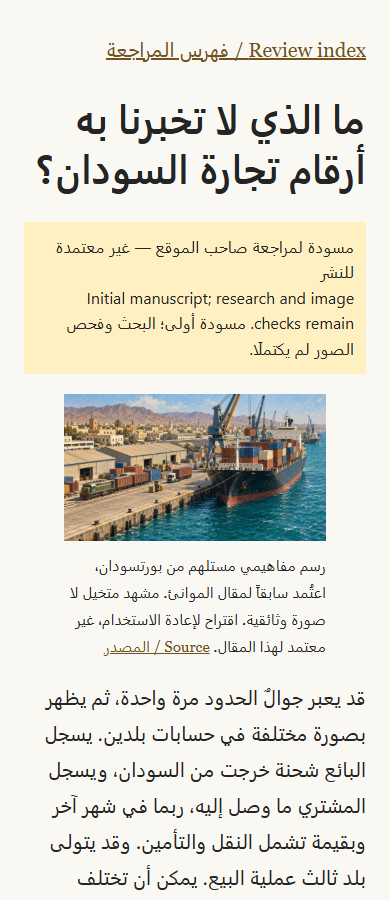 Review index / فهرس المراجعة
ما الذي لا تخبرنا به
أرقام تجارة السودان؟
مسودة لمراجعة صاحب الموقع — غير معتمدة
للنشر
Initial manuscript; research and image
checks remain. مسودة أولى؛ البحث وفحص
الصور لم يكتملا.
رسم مفاهيمي مستلهم من بورتسودان،
اعتُمد سابقاً لمقال الموانئ. مشهد متخيل لا
صورة وثائقية. اقتراح لإعادة الاستخدام، غير
معتمد لهذا المقال. Source / المصدر
قد يعبر جوالٌ الحدود مرة واحدة، ثم يظهر
بصورة مختلفة في حسابات بلدين. يسجل
البائع شحنة خرجت من السودان، ويسجل
المشتري ما وصل إليه، ربما في شهر آخر
وبقيمة تشمل النقل والتأمين. وقد يتولى
بلد ثالث عملية البيع. يمكن أن تختلف